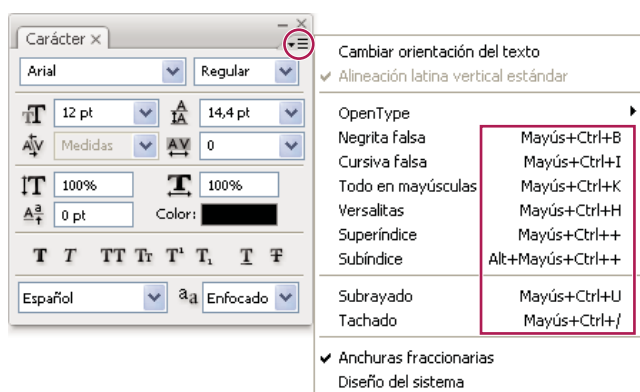 Carácter
Arial Regular
12 pt 14,4 pt
Medidas 0
100% 100%
0 pt Color:
T T TT Tr T¹ T₁ T T
Español aa Enfocado
Cambiar orientación del texto
Alineación latina vertical estándar
OpenType
Negrita falsa Mayús+Ctrl+B
Cursiva falsa Mayús+Ctrl+I
Todo en mayúsculas Mayús+Ctrl+K
Versalitas Mayús+Ctrl+H
Superíndice Mayús+Ctrl++
Subíndice Alt+Mayús+Ctrl++
Subrayado Mayús+Ctrl+U
Tachado Mayús+Ctrl+/
Anchuras fraccionarias
Diseño del sistema